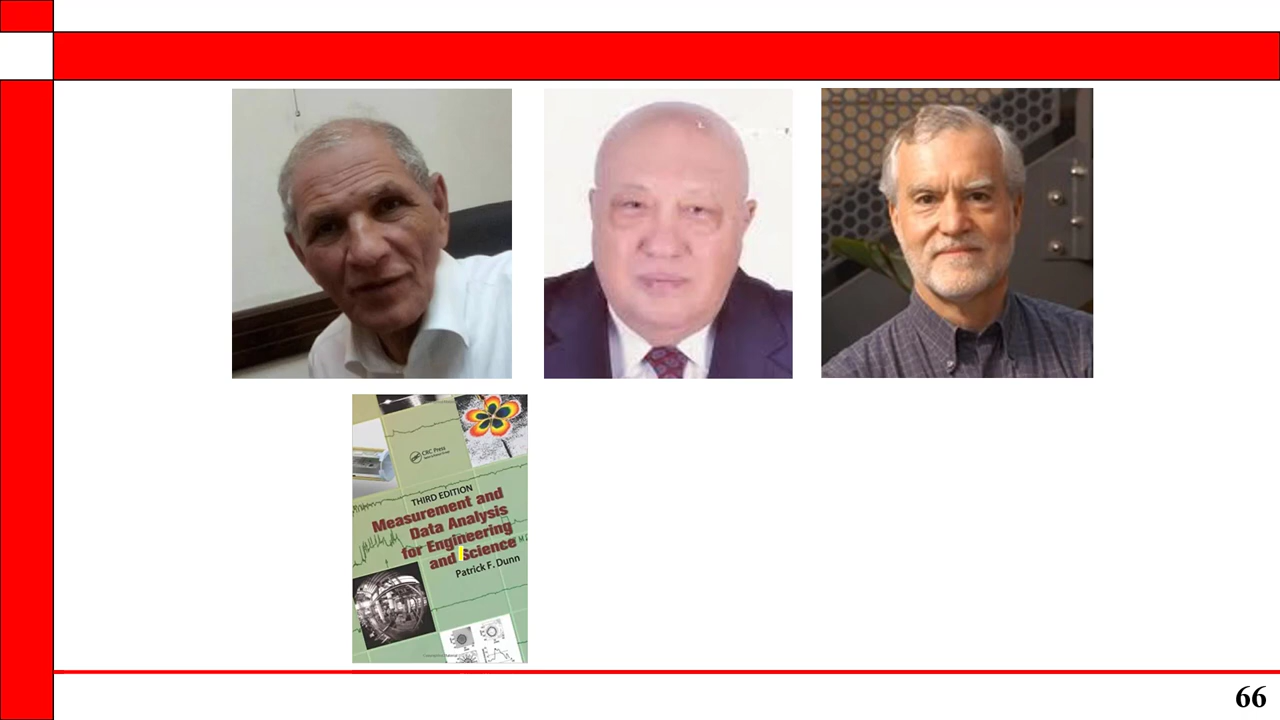 CRC Press
THIRD EDITION
Measurement and
Data Analysis
for Engineering
and Science
Patrick F. Dunn
66